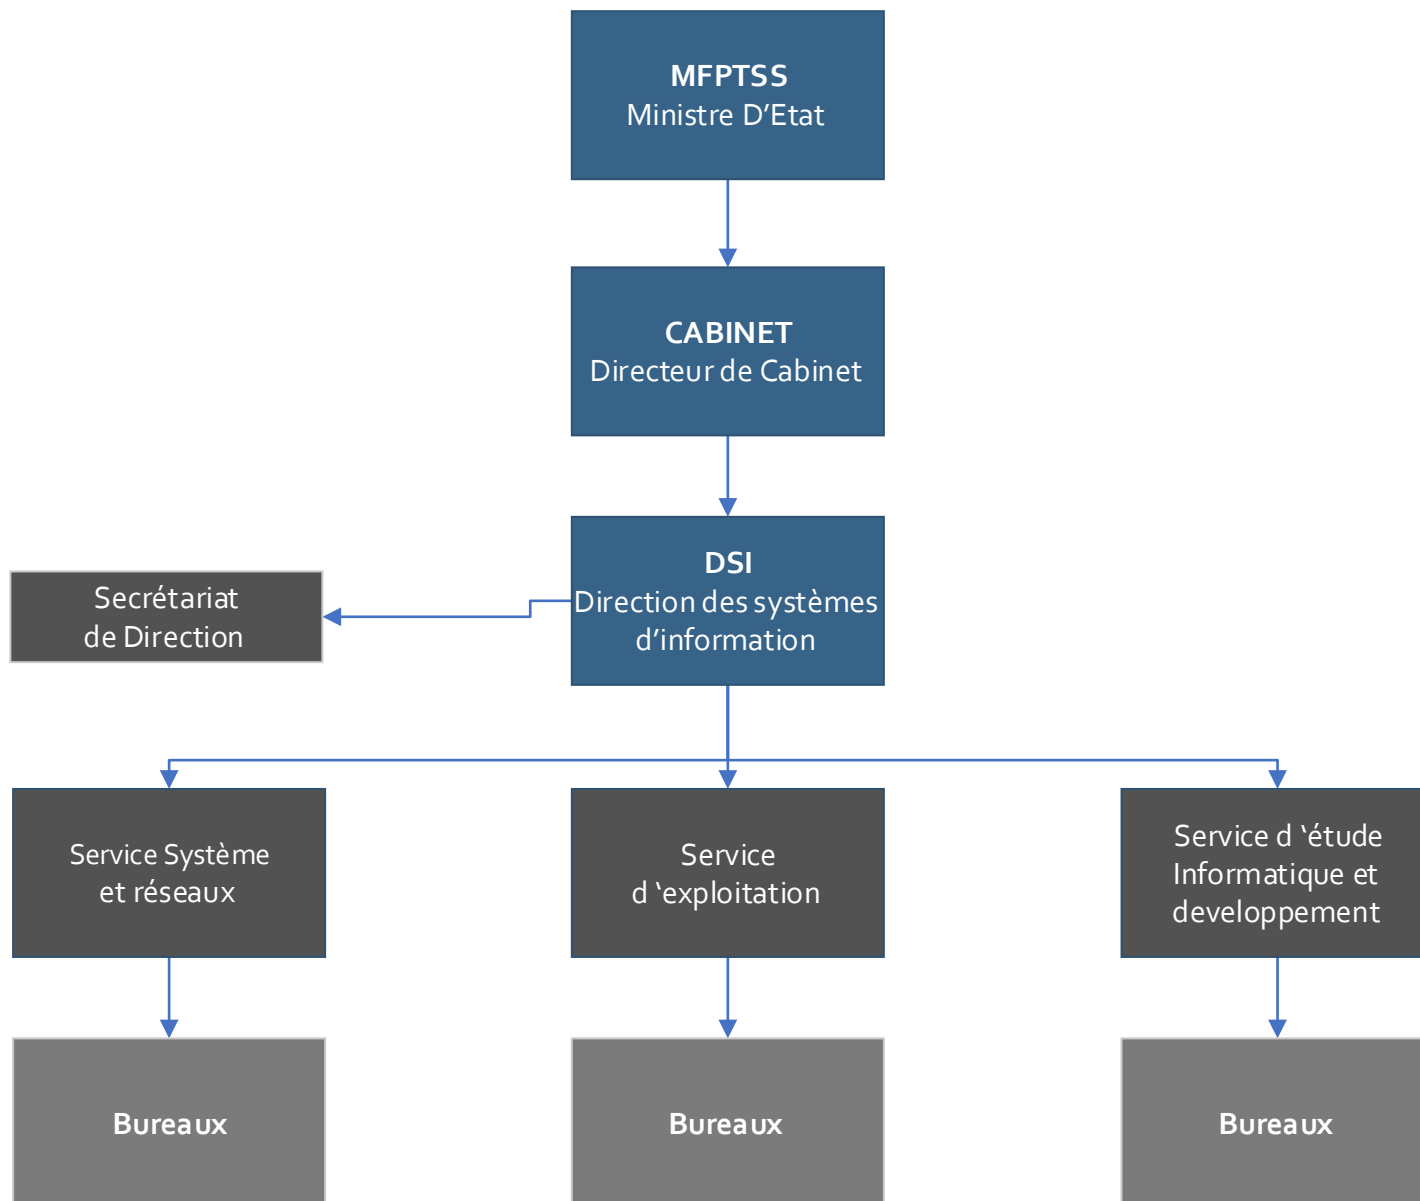 MFPTSS
Ministre D’Etat
CABINET
Directeur de Cabinet
DSI
Direction des systèmes
d’information
Secrétariat
de Direction
Service Système
et réseaux
Service
d ‘exploitation
Service d ‘étude
Informatique et
developpement
Bureaux
Bureaux
Bureaux